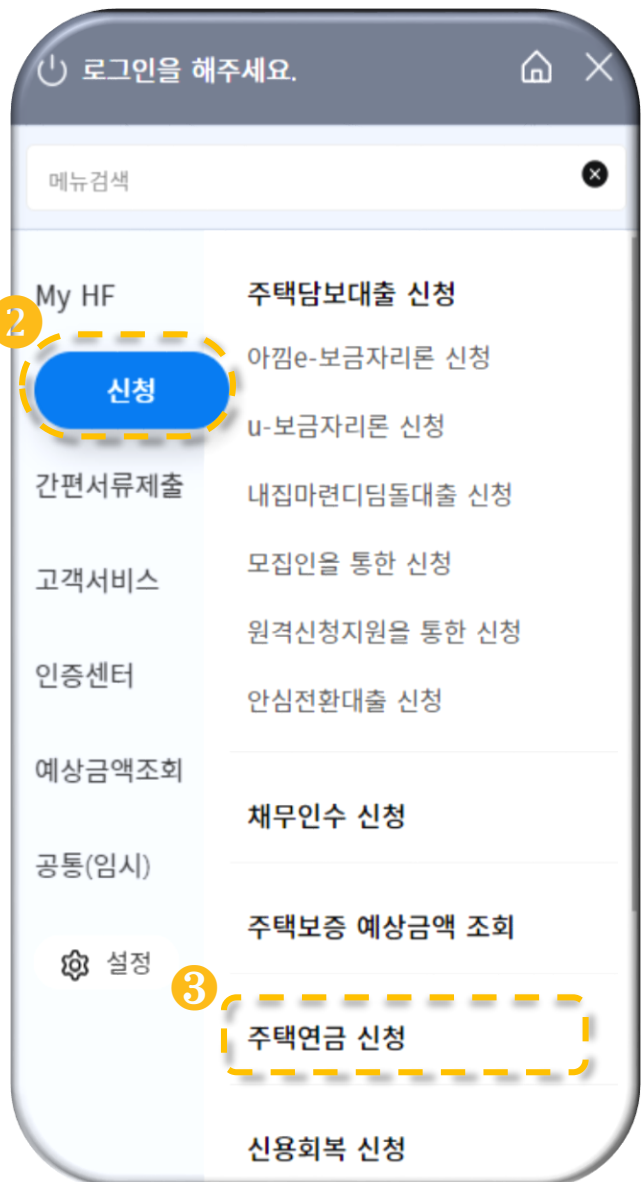 로그인을 해주세요.
메뉴검색
My HF
2
신청
간편서류제출
고객서비스
인증센터
예상금액조회
공통(임시)
설정
주택담보대출 신청
아낌e-보금자리론 신청
u-보금자리론 신청
내집마련디딤돌대출 신청
모집인을 통한 신청
원격신청지원을 통한 신청
안심전환대출 신청
채무인수 신청
주택보증 예상금액 조회
3
주택연금 신청
신용회복 신청